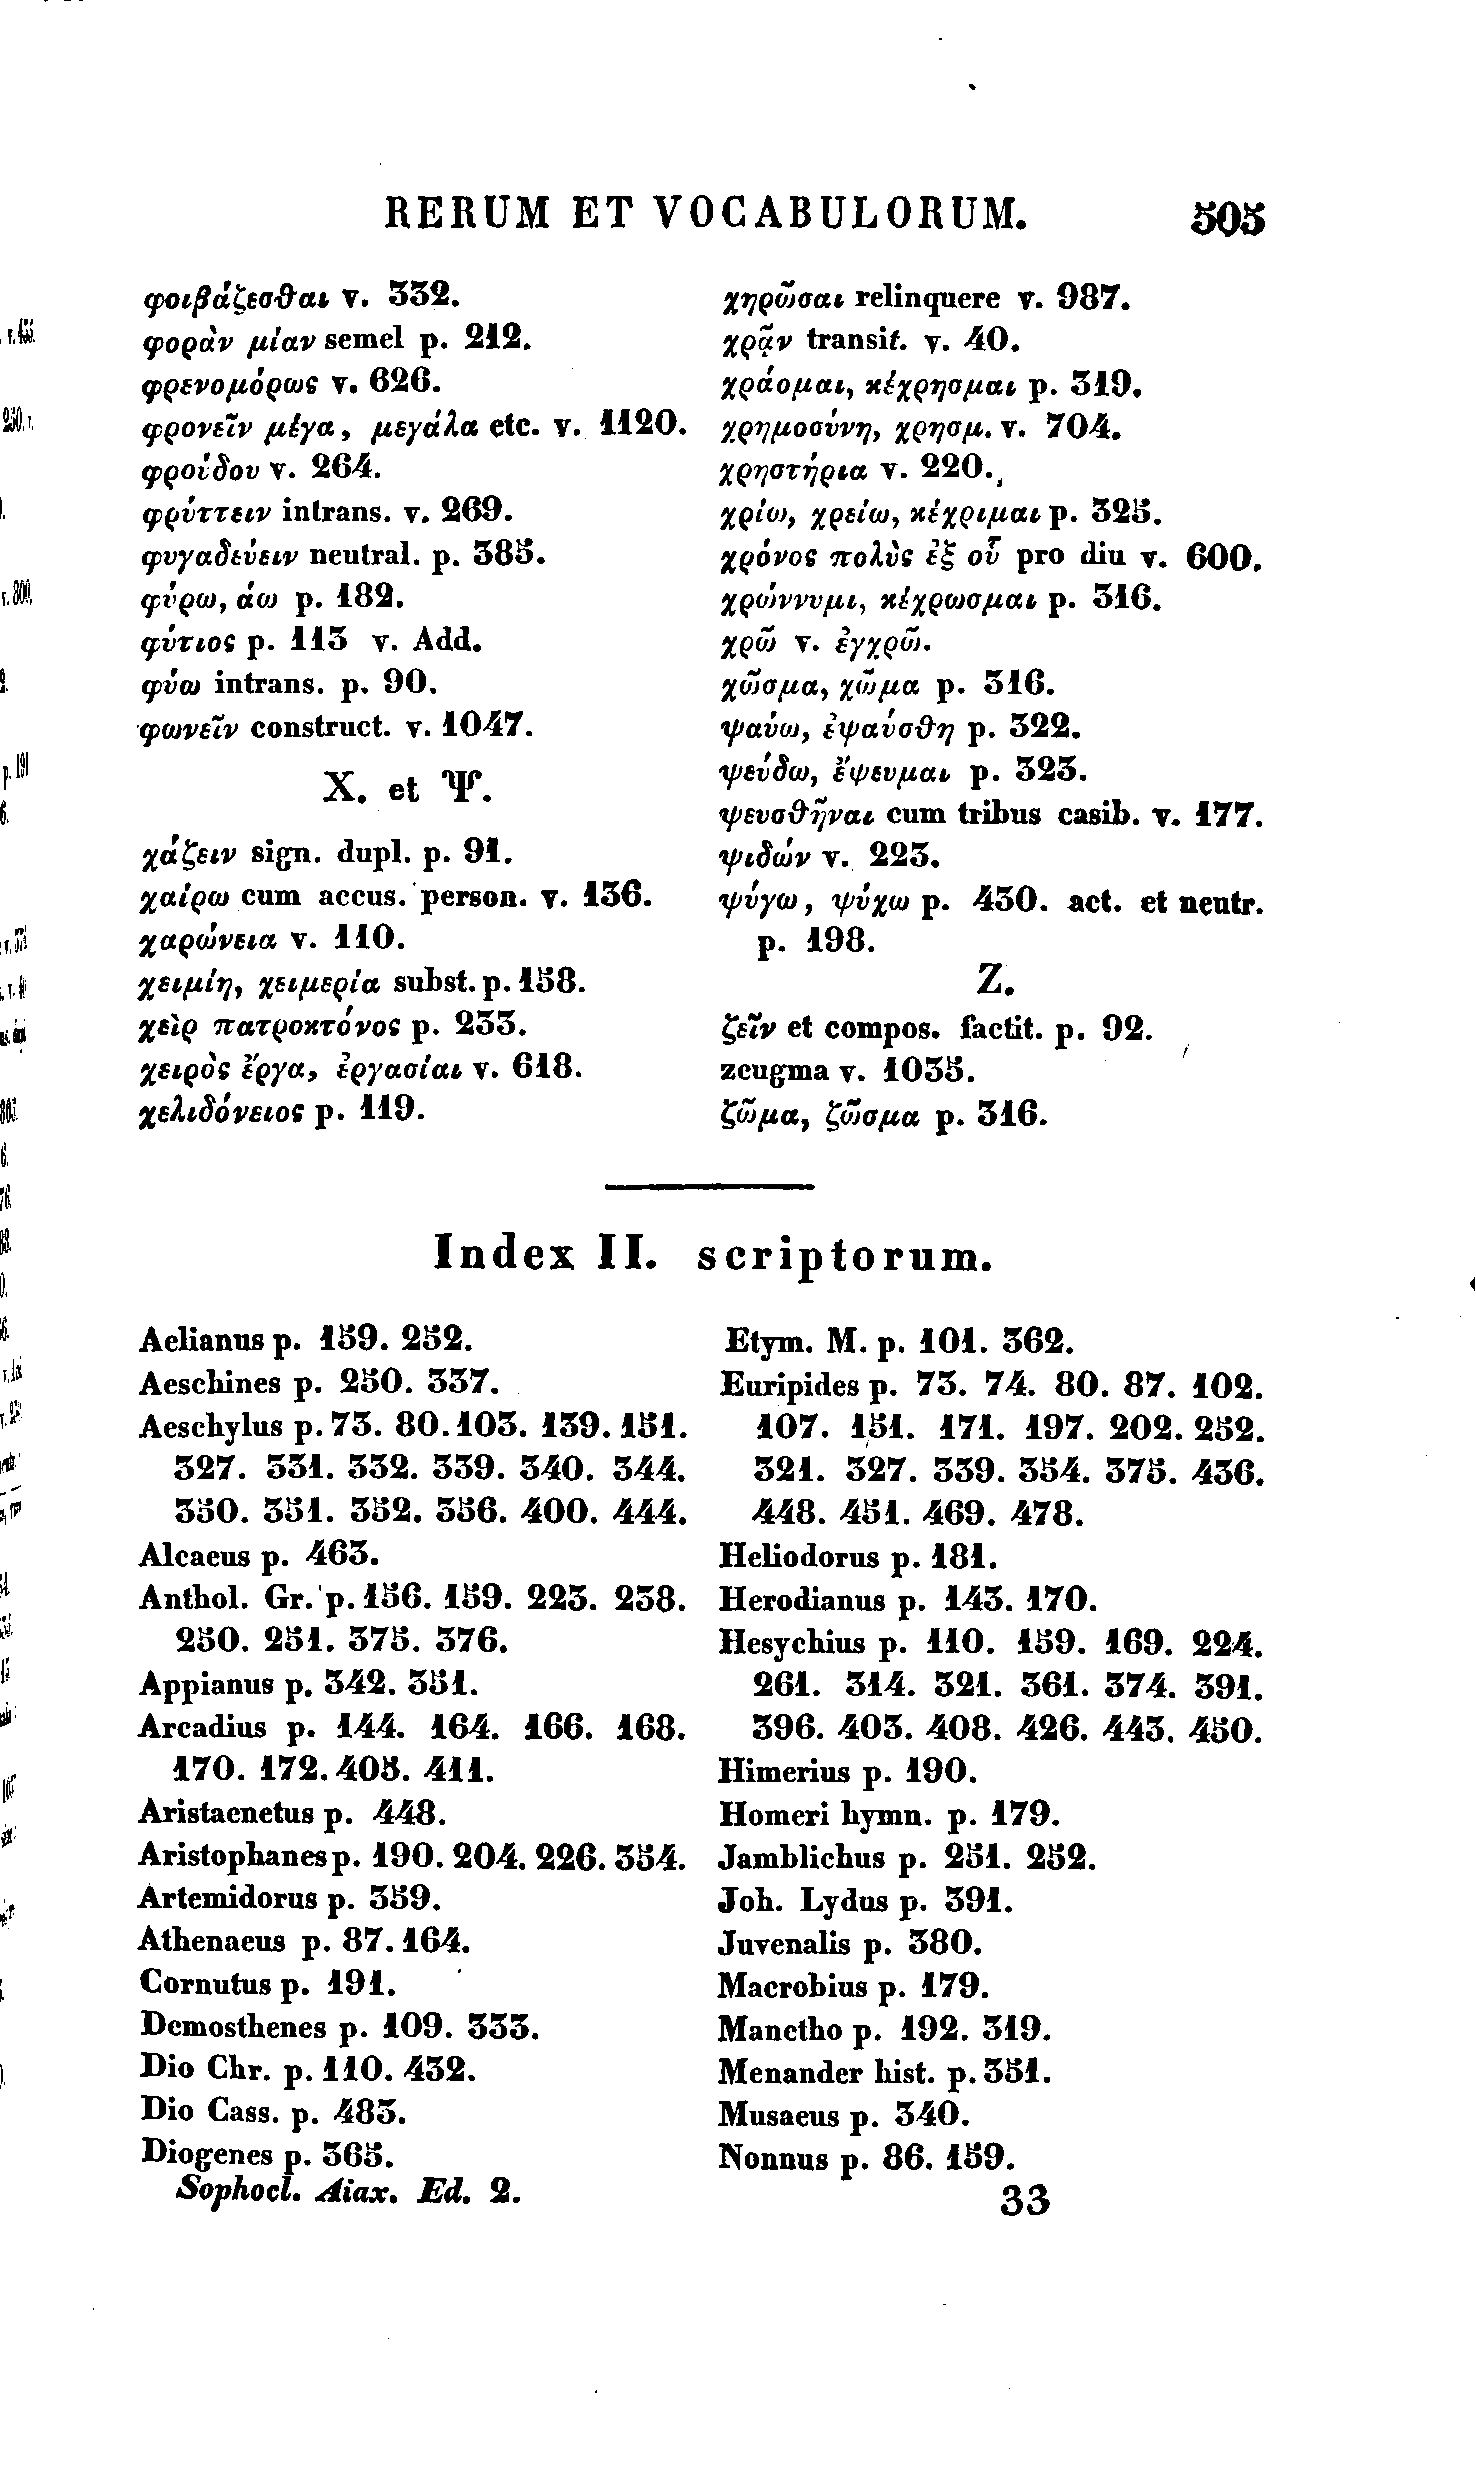 RERUM ET VOCABULORUM. 505
φοιβάζεσθαι v. 332.
φορὰν μίαν semel p. 212.
φρενομόρως v. 626.
φρονεῖν μέγα, μεγάλα etc. v. 1120.
φροίδου v. 264.
φρύττειν intrans. v. 269.
φυγαδεύειν neutral. p. 385.
φύρω, άω p. 182.
φύτιος p. 113 v. Add.
φύω intrans. p. 90.
φωνεῖν construct. v. 1047.
X. et Ψ.
χάζειν sign. dupl. p. 91.
χαίρω cum accus. person. v. 136.
χαρώνεια v. 110.
χειμίη, χειμερία subst. p. 158.
χεὶρ πατροκτόνος p. 233.
χειρὸς ἔργα, ἐργασίαι v. 618.
χελιδόνειος p. 119.
χηρῶσαι relinquere v. 987.
χρᾷν transit. v. 40.
χράομαι, κέχρησμαι p. 319.
χρημοσύνη, χρησμ. v. 704.
χρηστήρια v. 220.
χρίω, χρείω, κέχριμαι p. 325.
χρόνος πολὺς ἐξ οὗ pro diu v. 600.
χρώννυμι, κέχρωσμαι p. 316.
χρῶ v. ἐγχρῶ.
χῶσμα, χῶμα p. 316.
ψαύω, ἐψαύσθη p. 322.
ψεύδω, ἔψευμαι p. 323.
ψευσθῆναι cum tribus casib. v. 177.
ψιδών v. 223.
ψύγω, ψύχω p. 430. act. et neutr.
p. 198.
Z.
ζεῖν et compos. factit. p. 92.
zeugma v. 1035.
ζῶμα, ζῶσμα p. 316.
Index II. scriptorum.
Aelianus p. 159. 252.
Aeschines p. 250. 337.
Aeschylus p. 73. 80. 103. 139. 151.
327. 331. 332. 339. 340. 344.
350. 351. 352. 356. 400. 444.
Alcaeus p. 463.
Anthol. Gr. p. 156. 159. 223. 238.
250. 251. 375. 376.
Appianus p. 342. 351.
Arcadius p. 144. 164. 166. 168.
170. 172. 405. 411.
Aristaenetus p. 448.
Aristophanes p. 190. 204. 226. 354.
Artemidorus p. 359.
Athenaeus p. 87. 164.
Cornutus p. 191.
Demosthenes p. 109. 333.
Dio Chr. p. 110. 432.
Dio Cass. p. 483.
Diogenes p. 365.
Etym. M. p. 101. 362.
Euripides p. 73. 74. 80. 87. 102.
107. 151. 171. 197. 202. 252.
321. 327. 339. 354. 375. 436.
448. 451. 469. 478.
Heliodorus p. 181.
Herodianus p. 143. 170.
Hesychius p. 110. 159. 169. 224.
261. 314. 321. 361. 374. 391.
396. 403. 408. 426. 443. 450.
Himerius p. 190.
Homeri hymn. p. 179.
Jamblichus p. 251. 252.
Joh. Lydus p. 391.
Juvenalis p. 380.
Macrobius p. 179.
Manetho p. 192. 319.
Menander hist. p. 351.
Musaeus p. 340.
Nonnus p. 86. 159.
Sophocl. Aiax. Ed. 2. 33